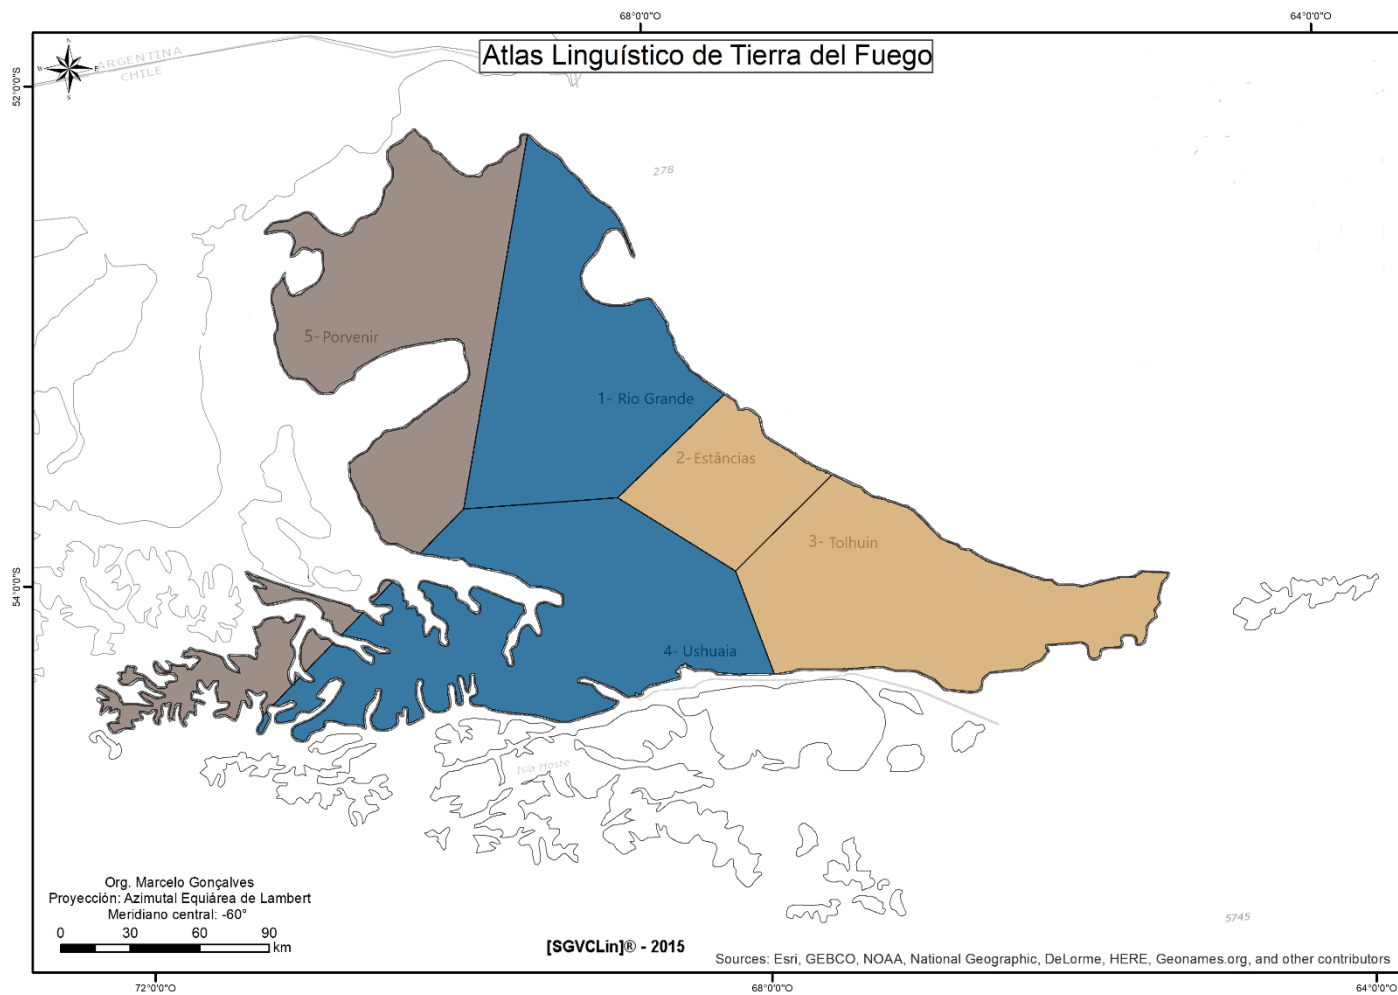 68°0'0"O
64°0'0"O
Atlas Linguístico de Tierra del Fuego
N
ARGENTINA
CHILE
52°0'0"S
278
5- Porvenir
1- Rio Grande
2- Estâncias
3- Tolhuin
54°0'0"S
4- Ushuaia
Isla Hoste
Org. Marcelo Gonçalves
Proyección: Azimutal Equiárea de Lambert
Meridiano central: -60°
0 30 60 90
km
[SGVCLin]® - 2015
5745
Sources: Esri, GEBCO, NOAA, National Geographic, DeLorme, HERE, Geonames.org, and other contributors
72°0'0"O
68°0'0"O
64°0'0"O